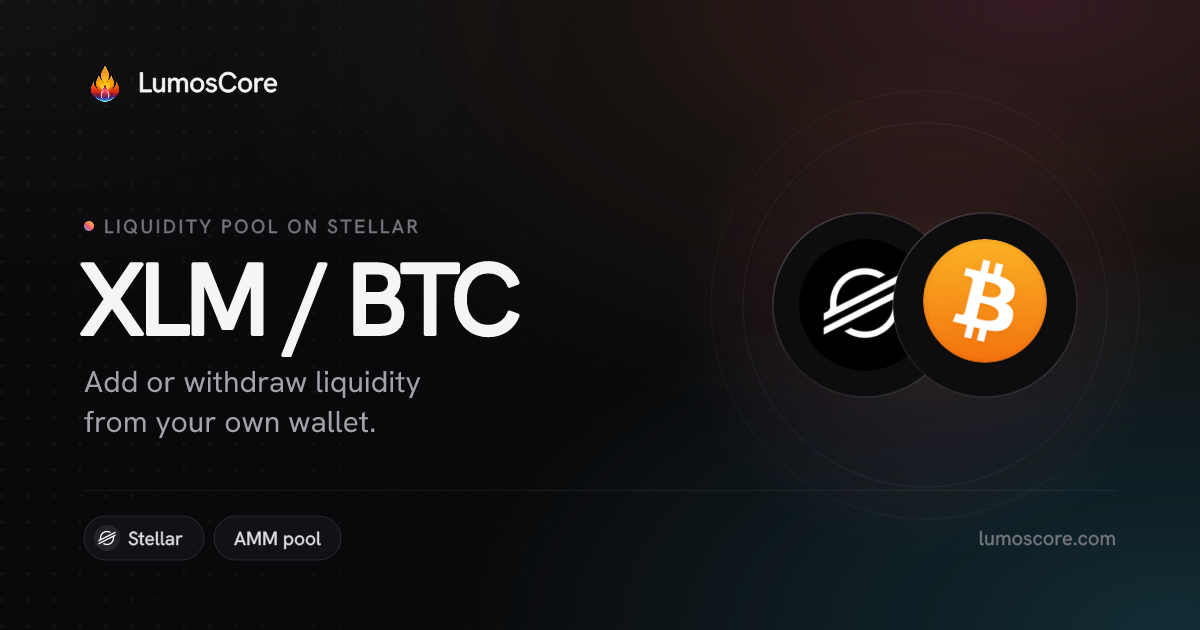 LumosCore
LIQUIDITY POOL ON STELLAR
XLM / BTC
Add or withdraw liquidity
from your own wallet.
Stellar
AMM pool
lumoscore.com